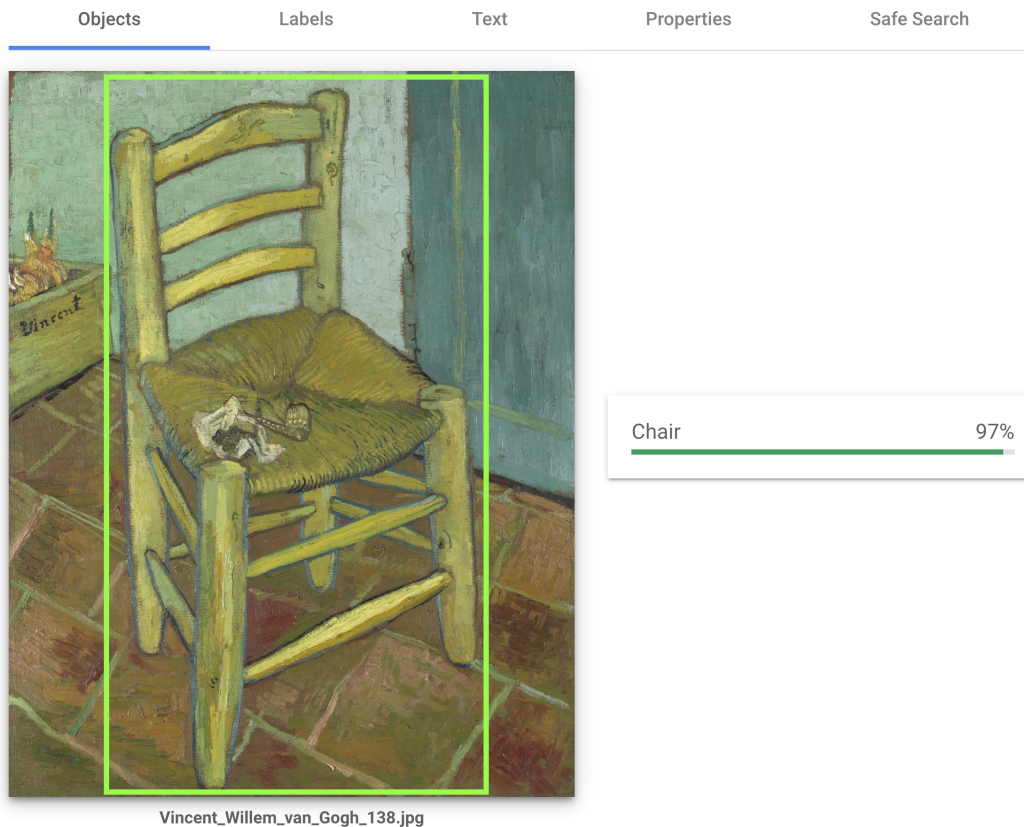 Objects Labels Text Properties Safe Search
Vincent
Chair 97%
Vincent_Willem_van_Gogh_138.jpg